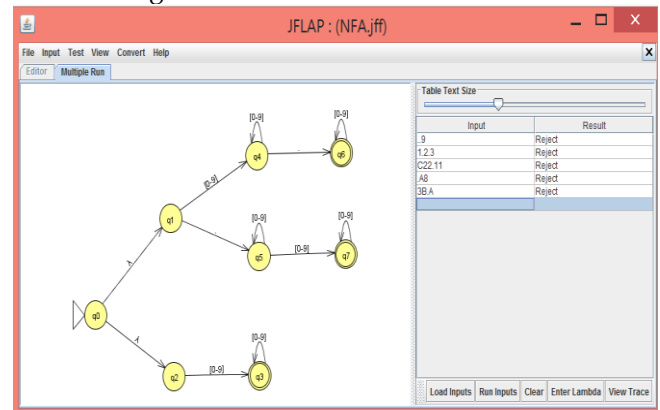 JFLAP : (NFA.jff)
File Input Test View Convert Help
Editor Multiple Run
Table Text Size
Input Result
.9 Reject
1.2.3 Reject
C22.11 Reject
.A8 Reject
3B.A Reject
[0-9] [0-9]
q4 . q6
[0-9]
q1
.
[0-9] [0-9]
q5 [0-9] q7
λ
q0
λ
[0-9]
q2 [0-9] q3
Load Inputs Run Inputs Clear Enter Lambda View Trace